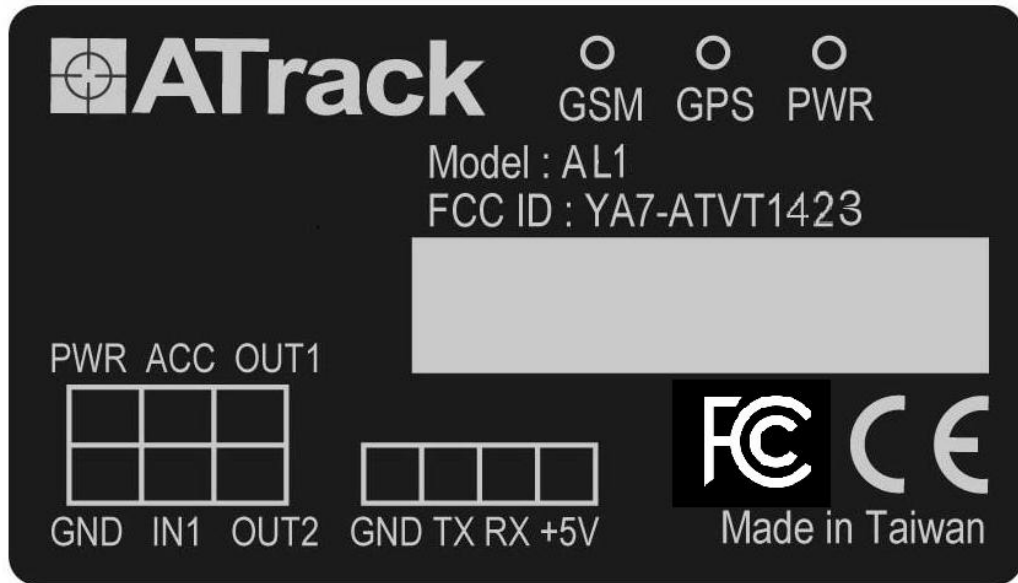 ATrack
GSM GPS PWR
Model : AL1
FCC ID : YA7-ATVT1423
PWR ACC OUT1
GND IN1 OUT2
GND TX RX +5V
FC CE
Made in Taiwan